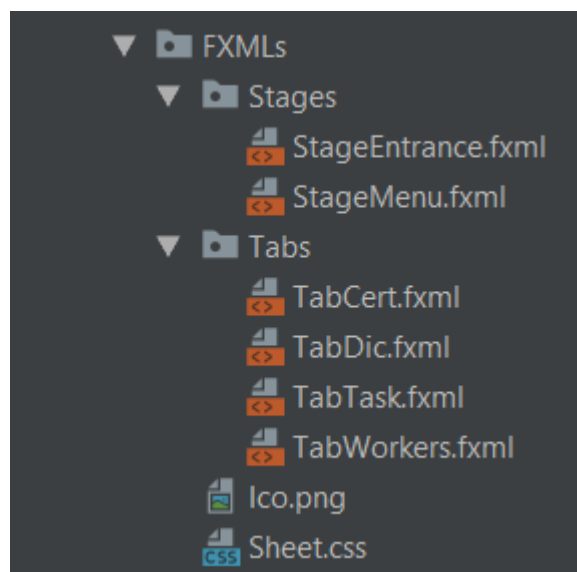 FXMLs
Stages
StageEntrance.fxml
StageMenu.fxml
Tabs
TabCert.fxml
TabDic.fxml
TabTask.fxml
TabWorkers.fxml
Ico.png
CSS Sheet.css